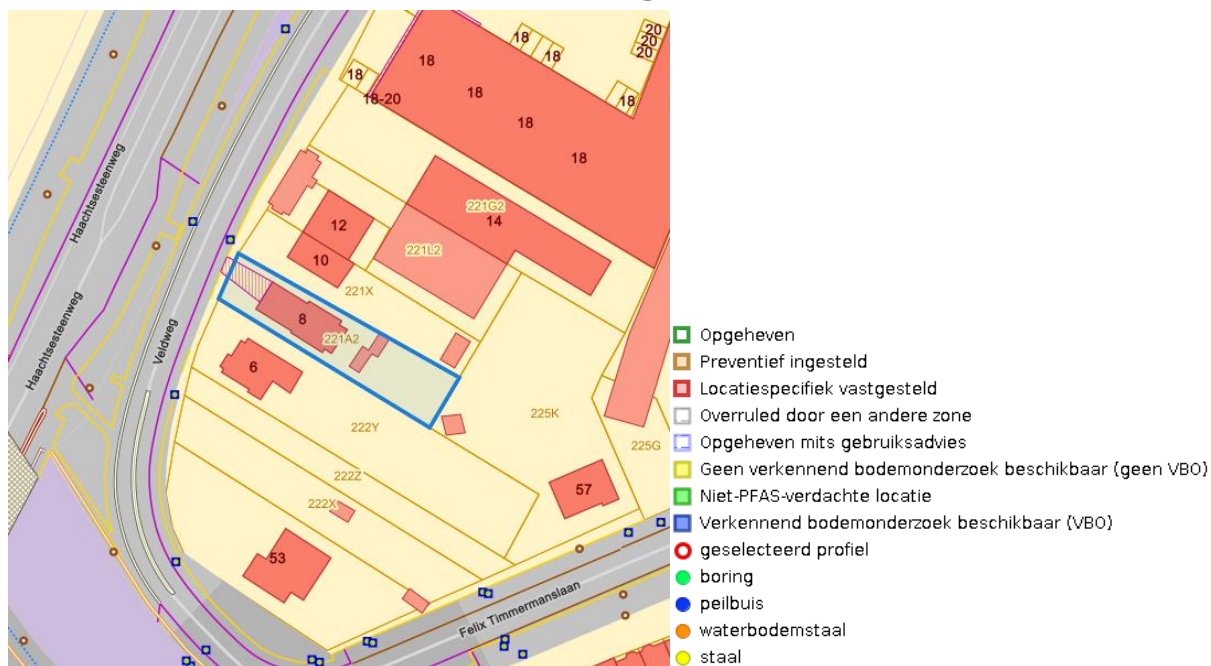 18
20
20
20
18
18
18
18-20
18
18
18
18
Haachtsesteenweg
221G2
14
12
221L2
10
221X
Haachtsesteenweg
Veldweg
8
221A2
6
225K
222Y
225G
222Z
57
222X
53
Felix Timmermanslaan
Opgeheven
Preventief ingesteld
Locatiespecifiek vastgesteld
Overruled door een andere zone
Opgeheven mits gebruiksadvies
Geen verkennend bodemonderzoek beschikbaar (geen VBO)
Niet-PFAS-verdachte locatie
Verkennend bodemonderzoek beschikbaar (VBO)
geselecteerd profiel
boring
peilbuis
waterbodemstaal
staal